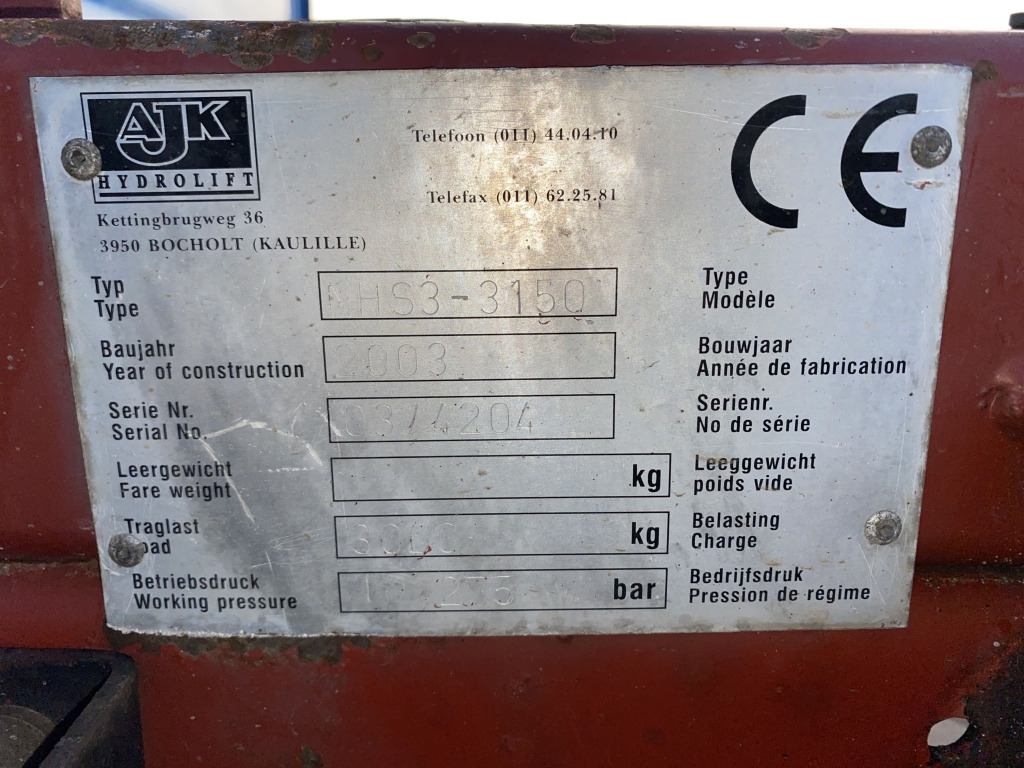 AJK
HYDROLIFT
Kettingbrugweg 36
3950 BOCHOLT (KAULILLE)
Telefoon (011) 44.04.10
Telefax (011) 62.25.81
CE
Typ
Type
Type
Modèle
Baujahr
Year of construction
2003
Bouwjaar
Année de fabrication
Serie Nr.
Serial No.
Serienr.
No de série
Leergewicht
Fare weight
kg
Leeggewicht
poids vide
Traglast
kg
Belasting
Charge
Betriebsdruck
Working pressure
bar
Bedrijfsdruk
Pression de régime